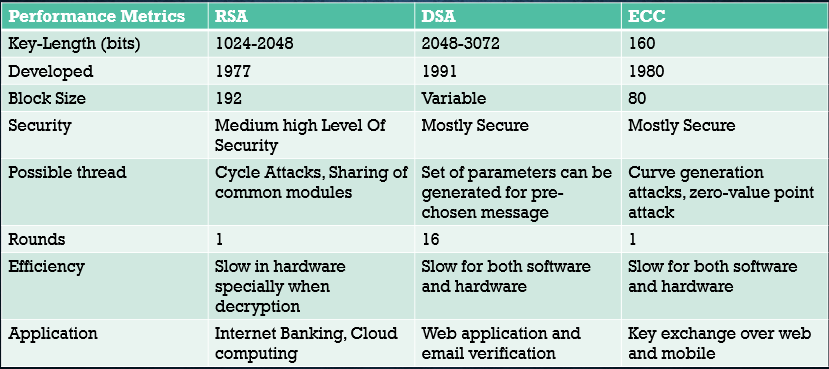 Performance Metrics RSA DSA ECC
Key-Length (bits) 1024-2048 2048-3072 160
Developed 1977 1991 1980
Block Size 192 Variable 80
Security Medium high Level Of Mostly Secure Mostly Secure
Security
Possible thread Cycle Attacks, Sharing of Set of parameters can be Curve generation
common modules generated for pre- attacks, zero-value point
chosen message attack
Rounds 1 16 1
Efficiency Slow in hardware Slow for both software Slow for both software
specially when and hardware and hardware
decryption
Application Internet Banking, Cloud Web application and Key exchange over web
computing email verification and mobile